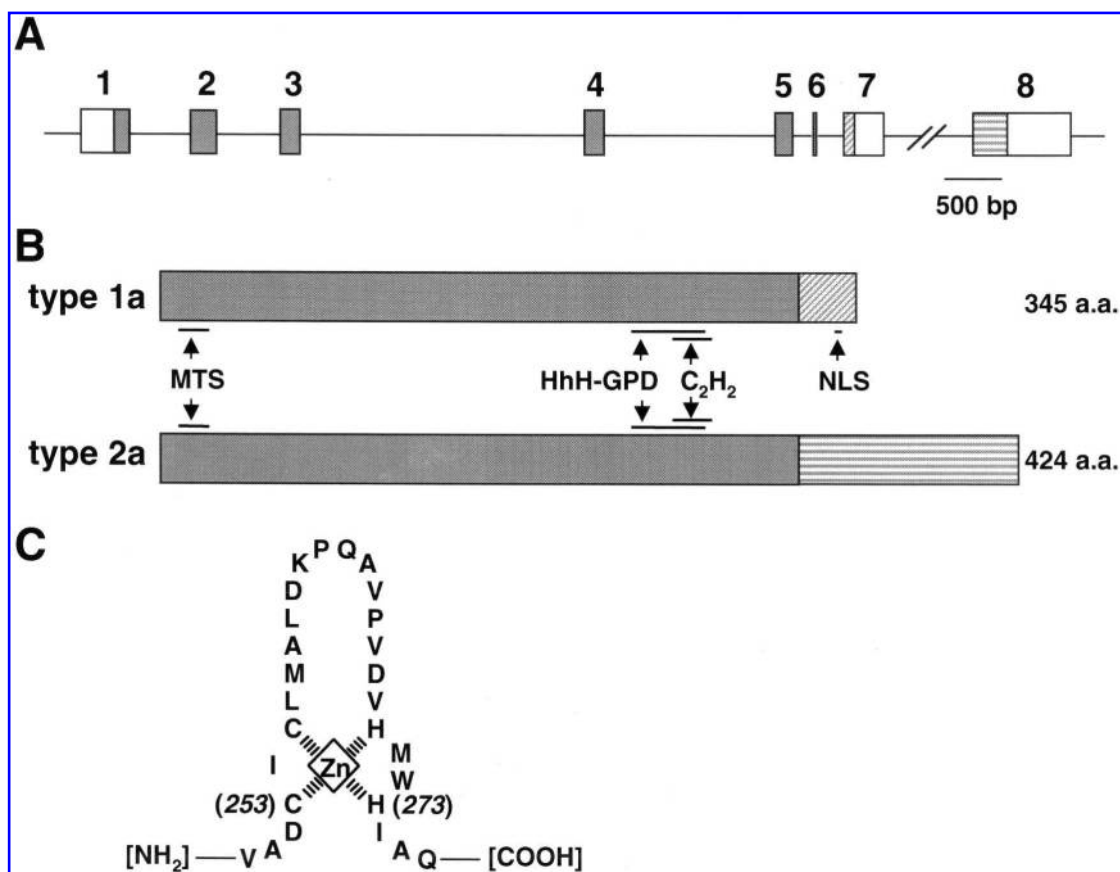 A
1 2 3 4 5 6 7 8
500 bp
B
type 1a
345 a.a.
MTS HhH-GPD C₂H₂ NLS
type 2a
424 a.a.
C
K P Q A
D V
L P
A V
M D
L V
C H
I Zn M
W
(253) C H (273)
D I
[NH₂] V A A Q [COOH]